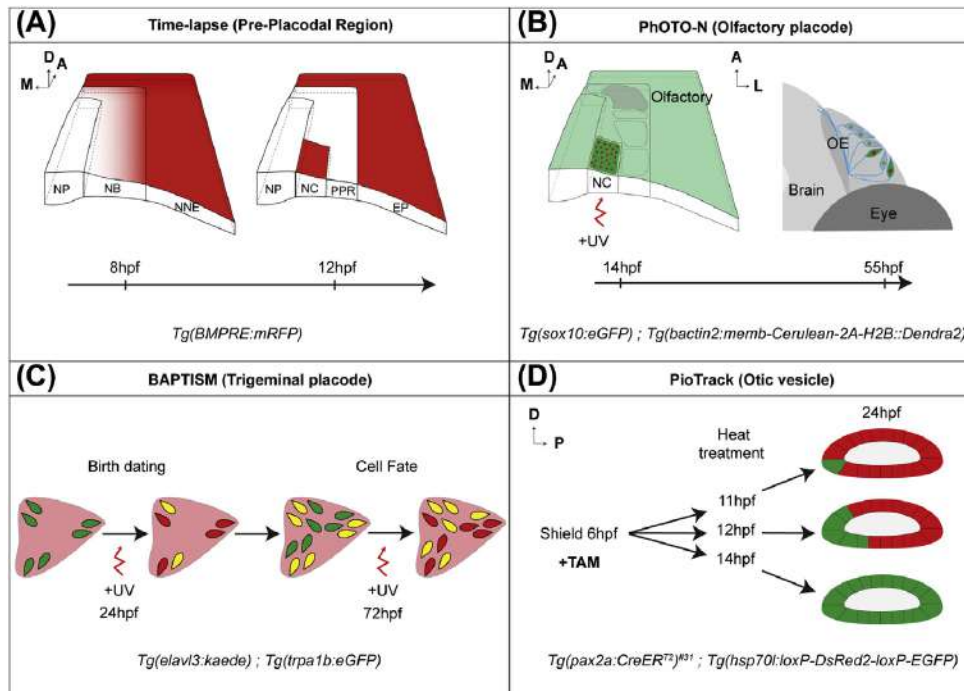 (A)
Time-lapse (Pre-Placodal Region)
D
A
M
NP
NB
NNE
NP
NC
PPR
EP
8hpf
12hpf
Tg(BMPRE:mRFP)
(B)
PhOTO-N (Olfactory placode)
D
A
M
A
L
Olfactory
NC
+UV
OE
Brain
Eye
14hpf
55hpf
Tg(sox10:eGFP) ; Tg(bactin2:memb-Cerulean-2A-H2B::Dendra2)
(C)
BAPTISM (Trigeminal placode)
Birth dating
Cell Fate
+UV
24hpf
+UV
72hpf
Tg(elavl3:kaede) ; Tg(trpa1b:eGFP)
(D)
PioTrack (Otic vesicle)
D
P
24hpf
Heat
treatment
11hpf
Shield 6hpf
12hpf
+TAM
14hpf
Tg(pax2a:CreERT2)#31 ; Tg(hsp70l:loxP-DsRed2-loxP-EGFP)